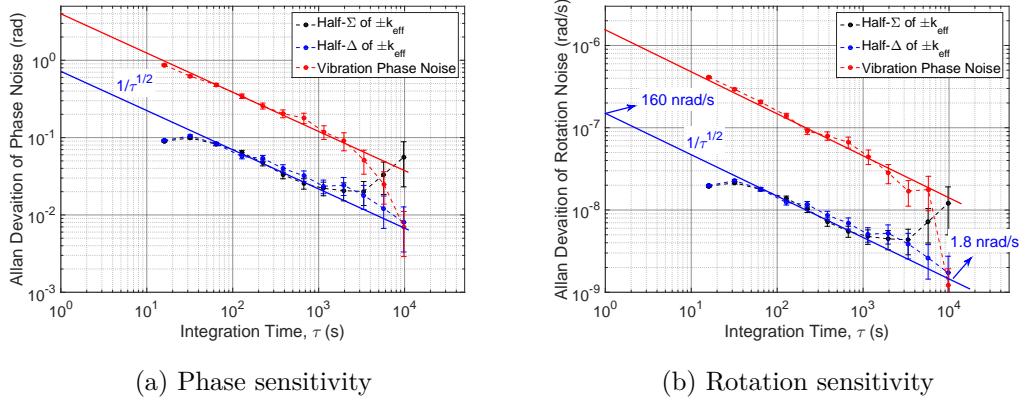 (a)
Half-Σ of ±k_eff
Half-Δ of ±k_eff
Vibration Phase Noise
1/τ^1/2
Allan Devaition of Phase Noise (rad)
10^0
10^-1
10^-2
10^-3
10^0
10^1
10^2
10^3
10^4
Integration Time, τ (s)
(a) Phase sensitivity
(b)
Half-Σ of ±k_eff
Half-Δ of ±k_eff
Vibration Phase Noise
160 nrad/s
1/τ^1/2
1.8 nrad/s
Allan Devation of Rotation Noise (rad/s)
10^-6
10^-7
10^-8
10^-9
10^0
10^1
10^2
10^3
10^4
Integration Time, τ (s)
(b) Rotation sensitivity